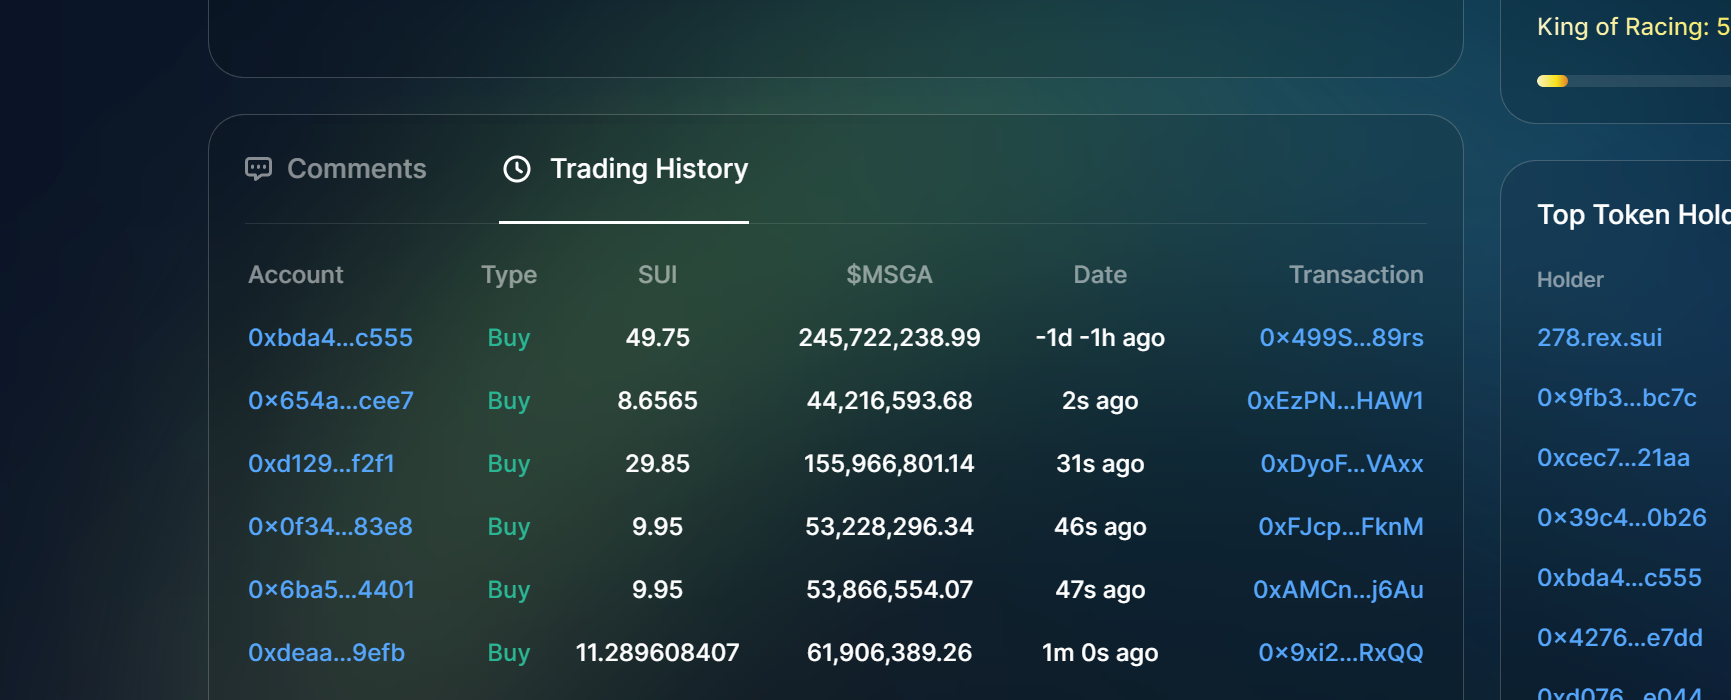 King of Racing: 5
Comments Trading History
Account Type SUI $MSGA Date Transaction
0xbda4...c555 Buy 49.75 245,722,238.99 -1d -1h ago 0x499S...89rs
0x654a...cee7 Buy 8.6565 44,216,593.68 2s ago 0xEzPN...HAW1
0xd129...f2f1 Buy 29.85 155,966,801.14 31s ago 0xDyoF...VAxx
0x0f34...83e8 Buy 9.95 53,228,296.34 46s ago 0xFJcp...FknM
0x6ba5...4401 Buy 9.95 53,866,554.07 47s ago 0xAMCn...j6Au
0xdeaa...9efb Buy 11.289608407 61,906,389.26 1m 0s ago 0x9xi2...RxQQ
Top Token Hold
Holder
278.rex.sui
0x9fb3...bc7c
0xcec7...21aa
0x39c4...0b26
0xbda4...c555
0x4276...e7dd
0xd076...e044